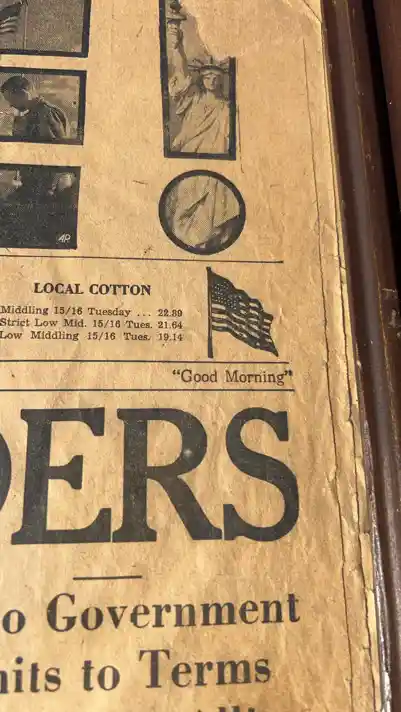 AP
LOCAL COTTON
Middling 15/16 Tuesday ... 22.89
Strict Low Mid. 15/16 Tues. 21.64
Low Middling 15/16 Tues. 19.14
"Good Morning"
DERS
o Government
nits to Terms